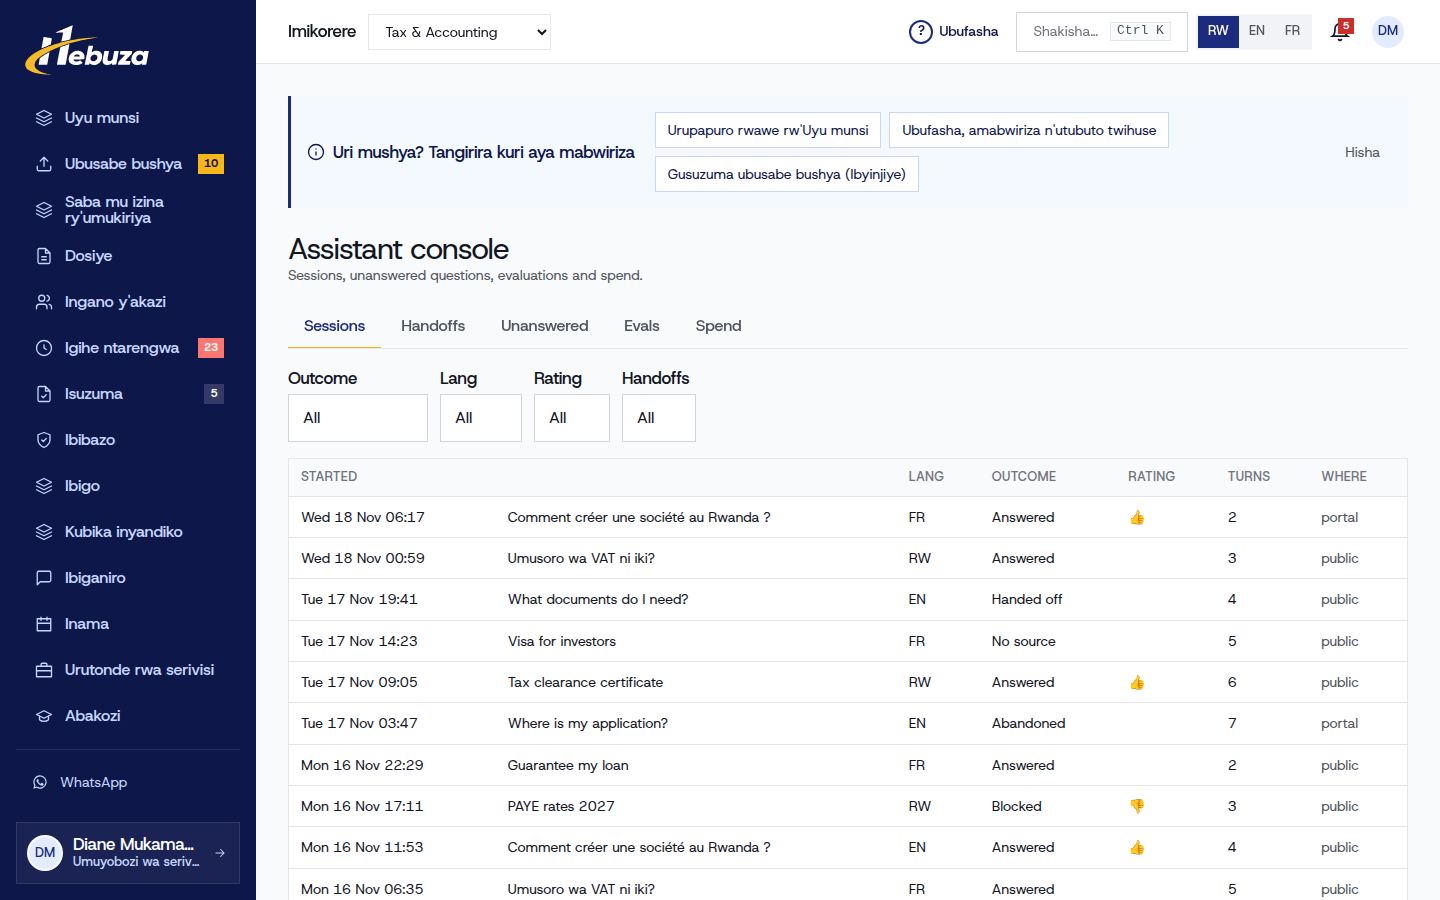 Hebuza
Imikorere
Tax & Accounting
? Ubufasha
Shakisha... Ctrl K
RW EN FR
5
DM
Uyu munsi
Ubusabe bushya 10
Saba mu izina
ry'umukiriya
Dosiye
Ingano y'akazi
Igihe ntarengwa 23
Isuzuma 5
Ibibazo
Ibigo
Kubika inyandiko
Ibiganiro
Inama
Urutonde rwa serivisi
Abakozi
WhatsApp
DM
Diane Mukama...
Umuyobozi wa seriv...
Uri mushya? Tangirira kuri aya mabwiriza
Urupapuro rwawe rw'Uyu munsi
Ubufasha, amabwiriza n'utubuto twihuse
Gusuzuma ubusabe bushya (Ibyinjiye)
Hisha
Assistant console
Sessions, unanswered questions, evaluations and spend.
Sessions Handoffs Unanswered Evals Spend
Outcome Lang Rating Handoffs
All All All All
STARTED LANG OUTCOME RATING TURNS WHERE
Wed 18 Nov 06:17 Comment créer une société au Rwanda ? FR Answered 👍 2 portal
Wed 18 Nov 00:59 Umusoro wa VAT ni iki? RW Answered 3 public
Tue 17 Nov 19:41 What documents do I need? EN Handed off 4 public
Tue 17 Nov 14:23 Visa for investors FR No source 5 public
Tue 17 Nov 09:05 Tax clearance certificate RW Answered 👍 6 public
Tue 17 Nov 03:47 Where is my application? EN Abandoned 7 portal
Mon 16 Nov 22:29 Guarantee my loan FR Answered 2 public
Mon 16 Nov 17:11 PAYE rates 2027 RW Blocked 👎 3 public
Mon 16 Nov 11:53 Comment créer une société au Rwanda ? EN Answered 👍 4 public
Mon 16 Nov 06:35 Umusoro wa VAT ni iki? FR Answered 5 public